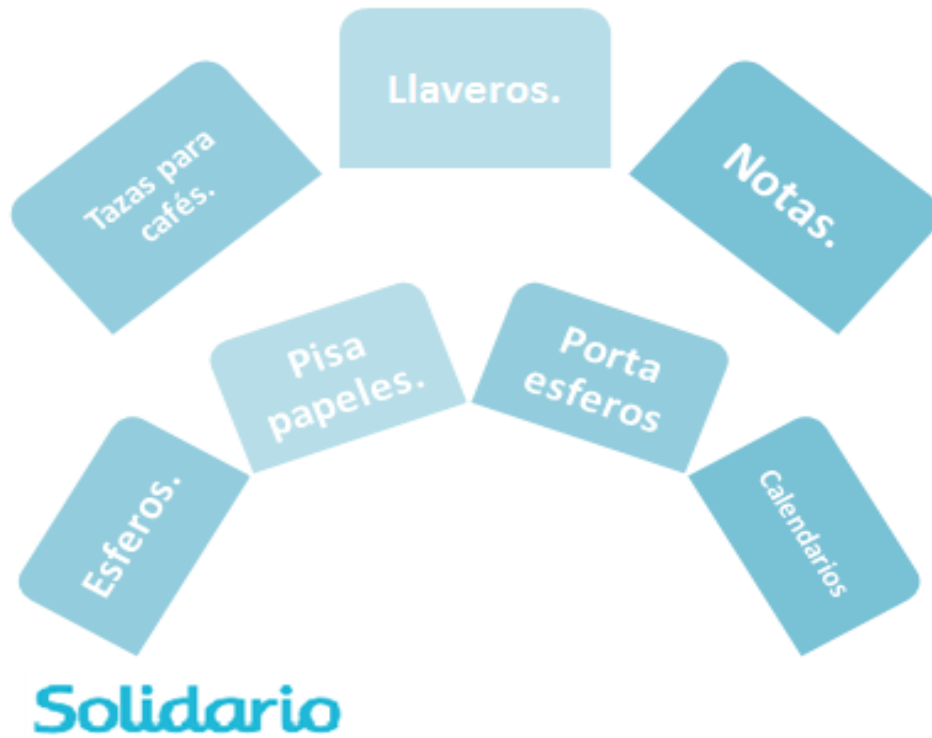 Llaveros.
Tazas para
cafés.
Notas.
Pisa
papeles.
Porta
esferos
Esferos.
Calendarios
Solidario